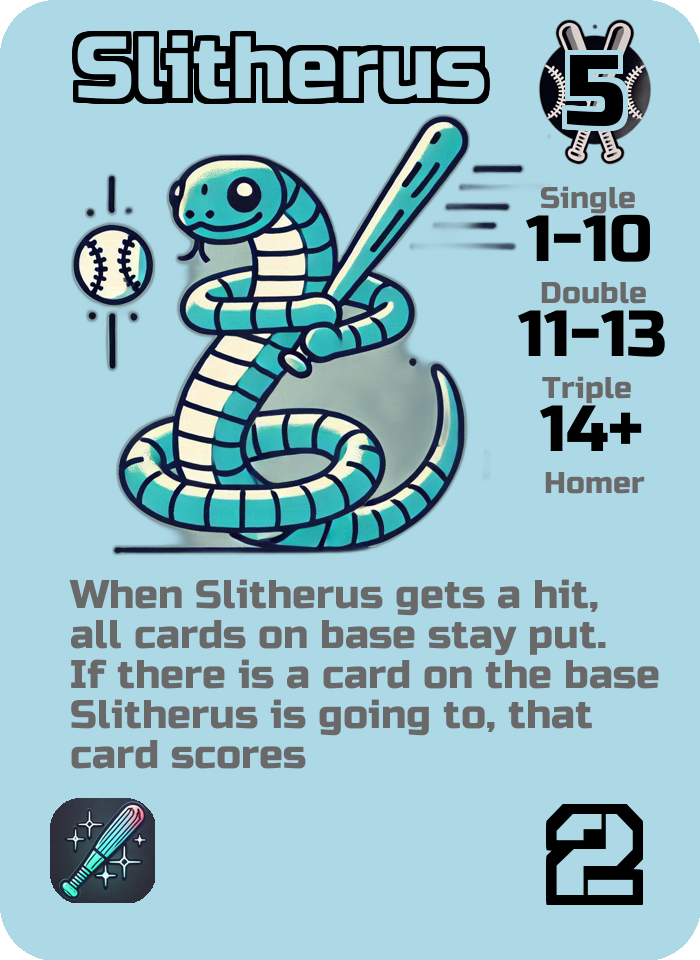 Slitherus
5
Single
1-10
Double
11-13
Triple
14+
Homer
When Slitherus gets a hit,
all cards on base stay put.
If there is a card on the base
Slitherus is going to, that
card scores
2